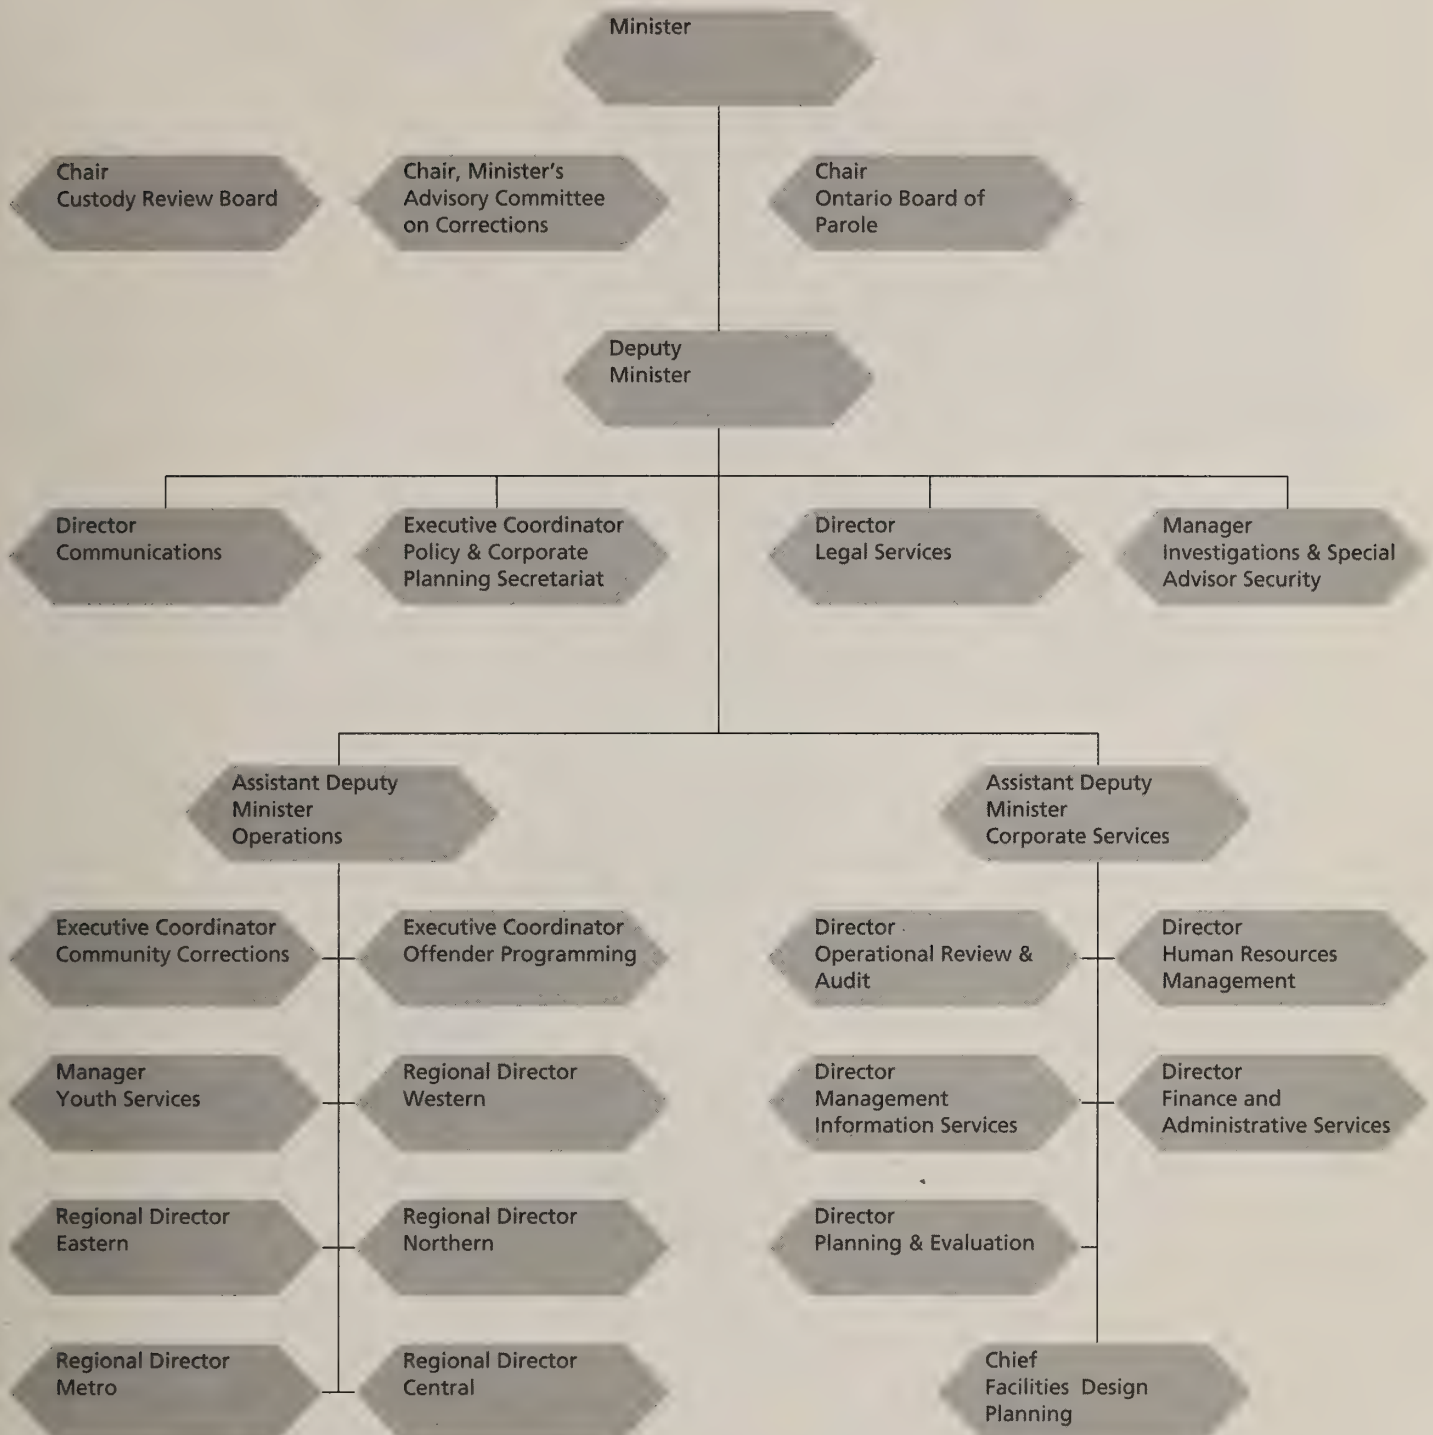 Minister
Chair
Custody Review Board
Chair, Minister's
Advisory Committee
on Corrections
Chair
Ontario Board of
Parole
Deputy
Minister
Director
Communications
Executive Coordinator
Policy & Corporate
Planning Secretariat
Director
Legal Services
Manager
Investigations & Special
Advisor Security
Assistant Deputy
Minister
Operations
Assistant Deputy
Minister
Corporate Services
Executive Coordinator
Community Corrections
Executive Coordinator
Offender Programming
Director
Operational Review &
Audit
Director
Human Resources
Management
Manager
Youth Services
Regional Director
Western
Director
Management
Information Services
Director
Finance and
Administrative Services
Regional Director
Eastern
Regional Director
Northern
Director
Planning & Evaluation
Regional Director
Metro
Regional Director
Central
Chief
Facilities Design
Planning